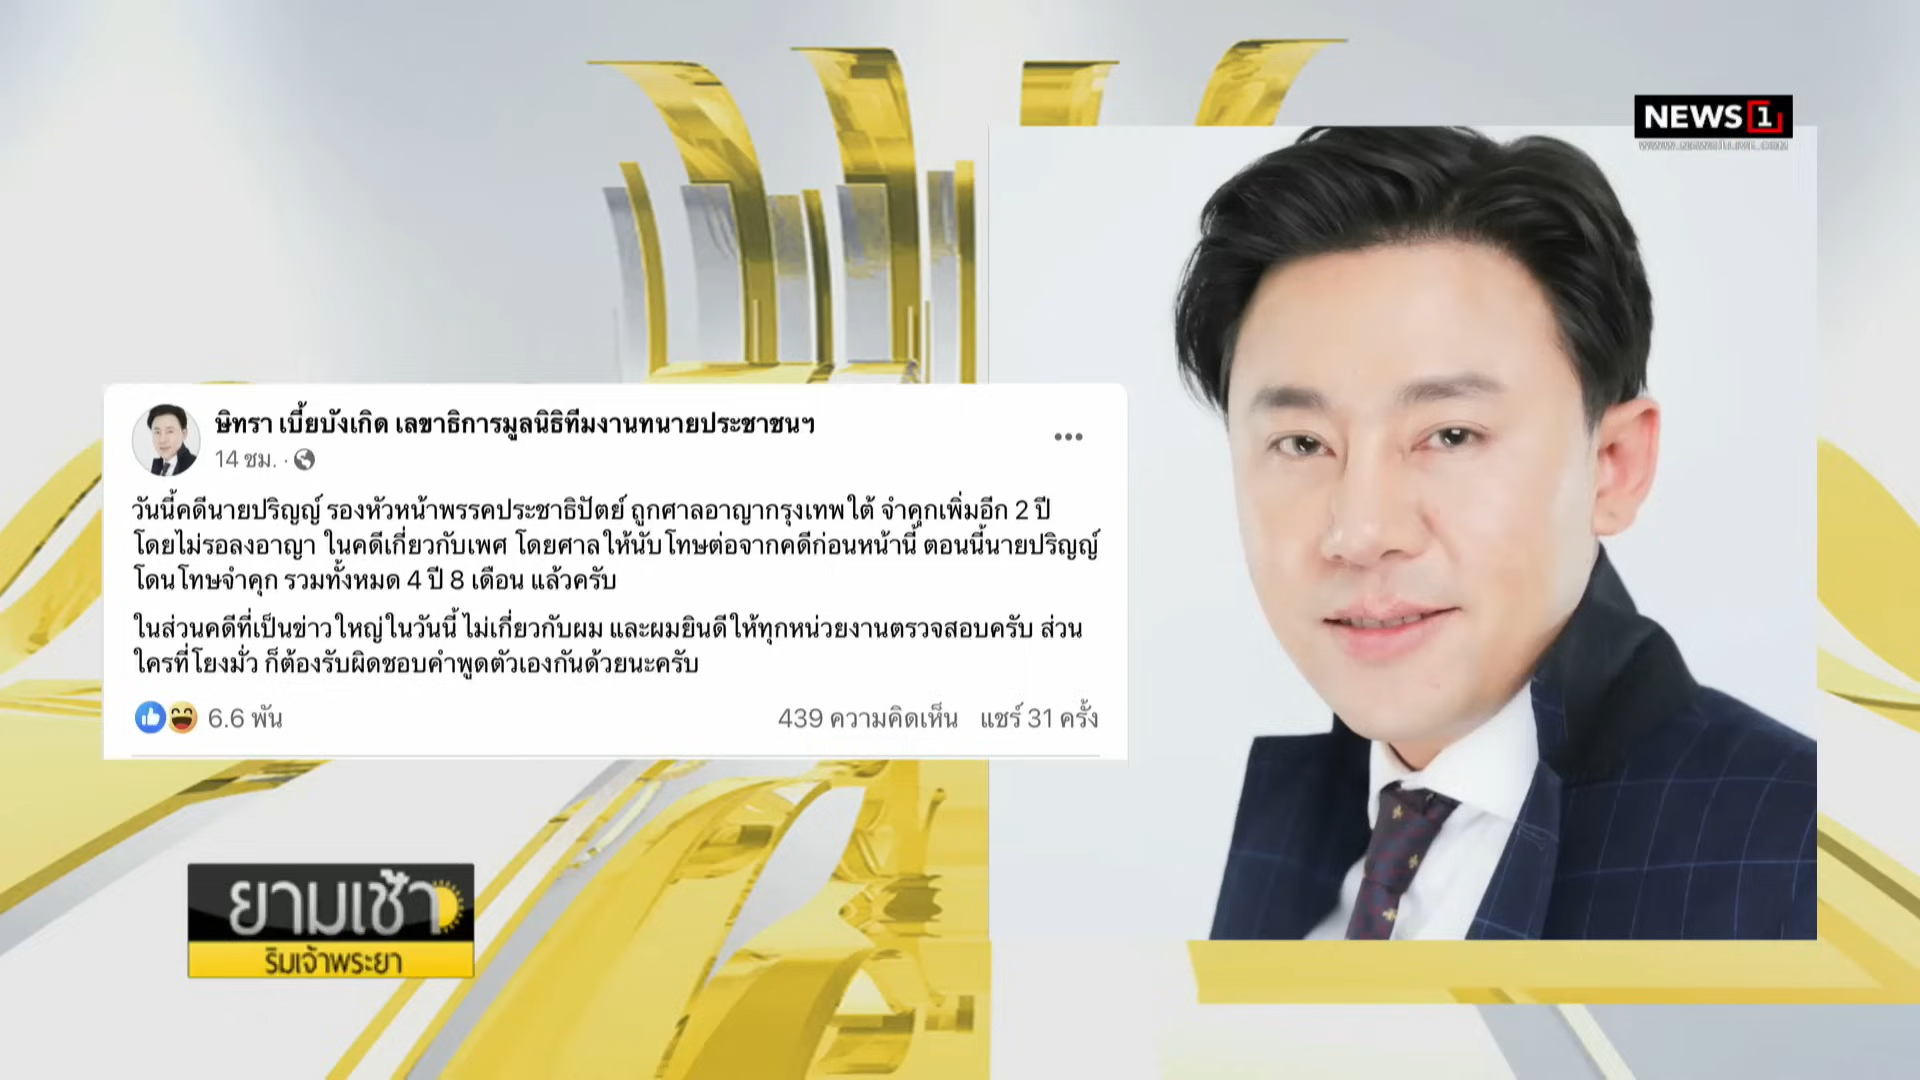 NEWS 1
ษิทรา เบี้ยบังเกิด เลขาธิการมูลนิธิทีมงานทนายประชาชนฯ
14 ชม. ·
วันนี้คดีนายปริญญ์ รองหัวหน้าพรรคประชาธิปัตย์ ถูกศาลอาญากรุงเทพใต้ จำคุกเพิ่มอีก 2 ปี
โดยไม่รอลงอาญา ในคดีเกี่ยวกับเพศ โดยศาลให้นับโทษต่อจากคดีก่อนหน้านี้ ตอนนี้นายปริญญ์
โดนโทษจำคุก รวมทั้งหมด 4 ปี 8 เดือน แล้วครับ
ในส่วนคดีที่เป็นข่าวใหญ่ในวันนี้ ไม่เกี่ยวกับผม และผมยินดีให้ทุกหน่วยงานตรวจสอบครับ ส่วน
ใครที่โยงมั่ว ก็ต้องรับผิดชอบคำพูดตัวเองกันด้วยนะครับ
6.6 พัน 439 ความคิดเห็น แชร์ 31 ครั้ง
ยามเช้า
ริมเจ้าพระยา